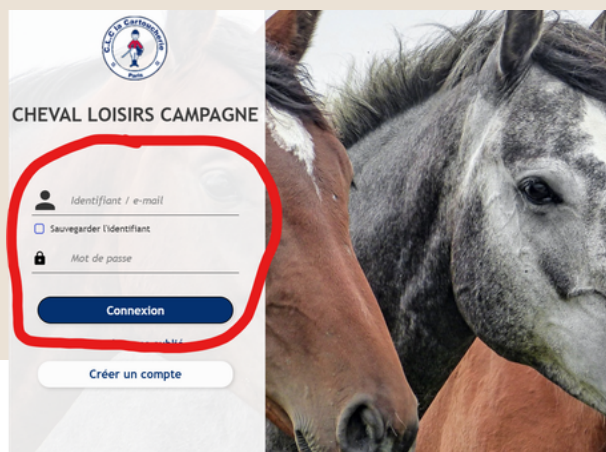 C.L.C la Cartoucherie
Paris
CHEVAL LOISIRS CAMPAGNE
Identifiant / e-mail
Sauvegarder l'identifiant
Mot de passe
Connexion
Créer un compte